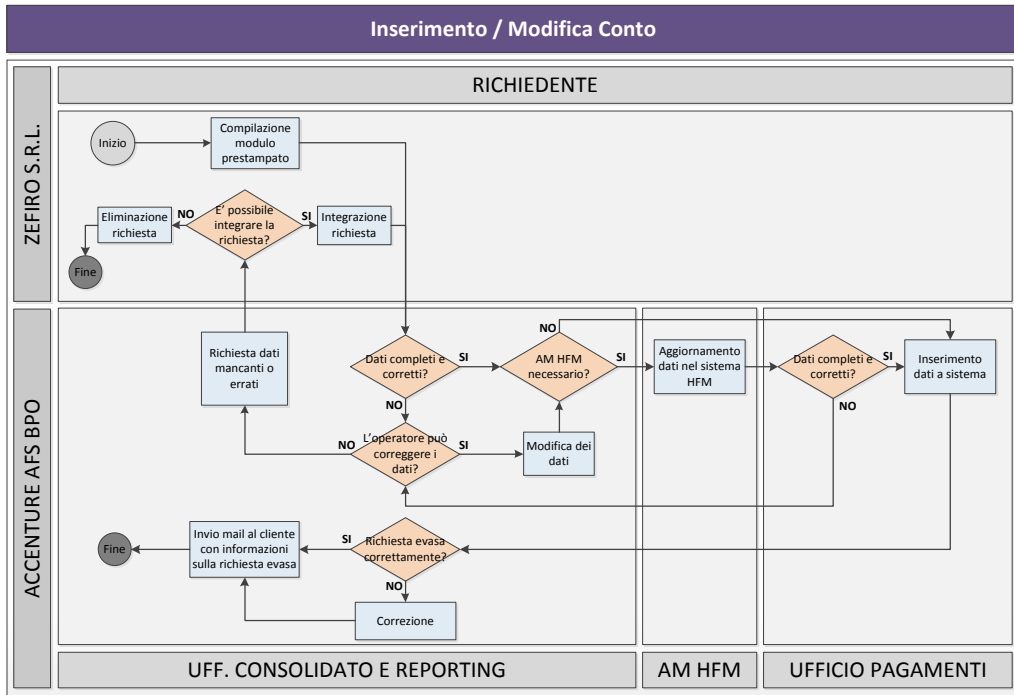 Inserimento / Modifica Conto
RICHIEDENTE
ZEFIRO S.R.L.
Inizio
Compilazione
modulo
prestampato
Eliminazione
richiesta
NO
E' possibile
integrare la
richiesta?
SI
Integrazione
richiesta
Fine
ACCENTURE AFS BPO
Richiesta dati
mancanti o
errati
Dati completi e
corretti?
SI
NO
NO
AM HFM
necessario?
SI
Aggiornamento
dati nel sistema
HFM
Dati completi e
corretti?
SI
NO
Inserimento
dati a sistema
NO
L'operatore può
correggere i
dati?
SI
Modifica dei
dati
Fine
Invio mail al cliente
con informazioni
sulla richiesta evasa
SI
Richiesta evasa
correttamente?
NO
Correzione
UFF. CONSOLIDATO E REPORTING
AM HFM
UFFICIO PAGAMENTI